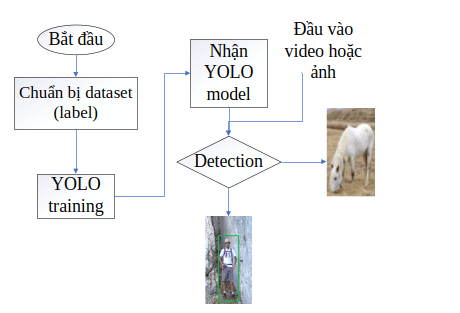 Bắt đầu
Chuẩn bị dataset
(label)
YOLO
training
Nhận
YOLO
model
Đầu vào
video hoặc
ảnh
Detection